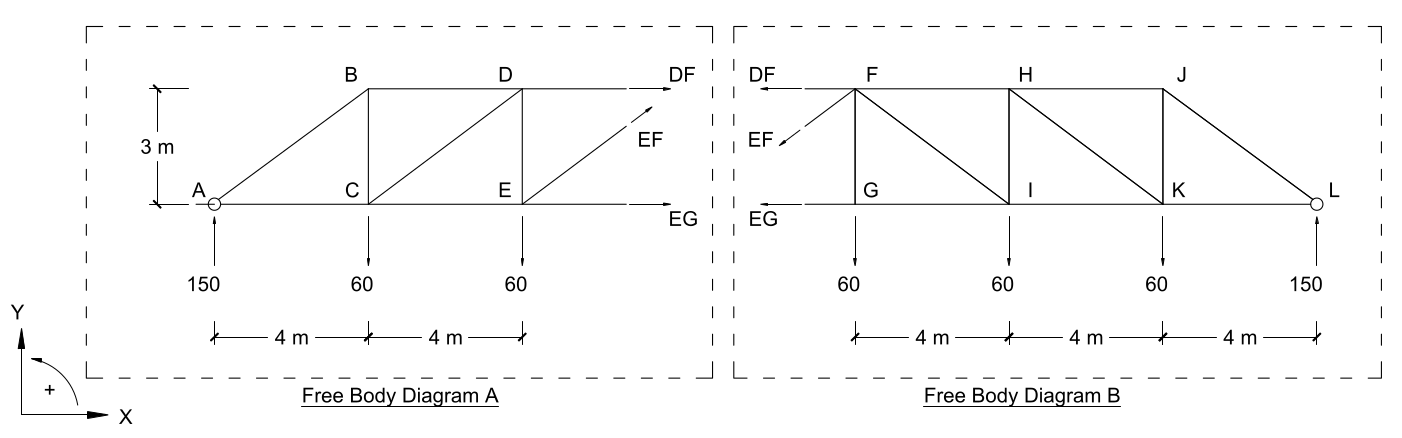 B D DF DF F H J
3 m EF EF
A C E G I K L
EG EG
150 60 60 60 60 60 150
Y
4 m 4 m 4 m 4 m 4 m
+
Free Body Diagram A Free Body Diagram B
X